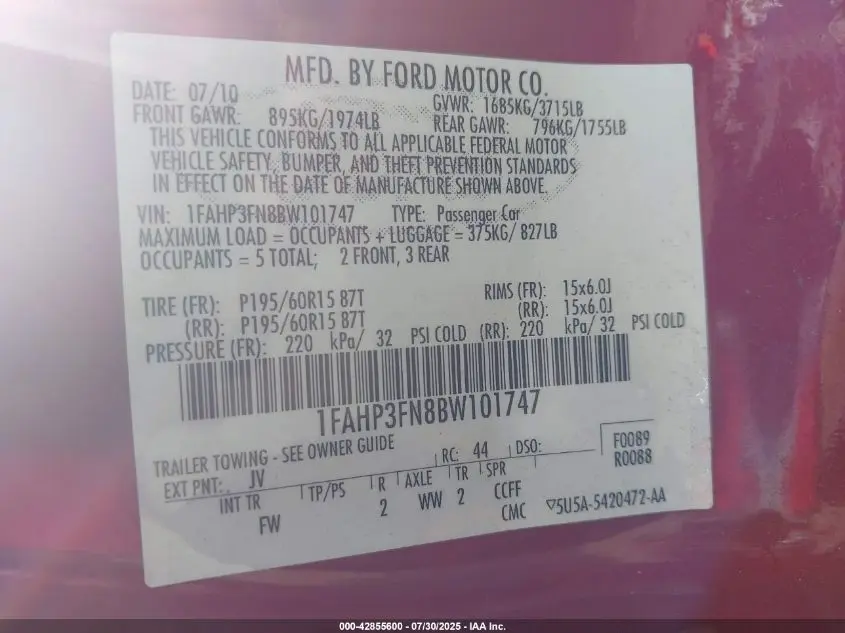 MFD. BY FORD MOTOR CO.
DATE: 07/10 GVWR: 1685KG/3715LB
FRONT GAWR: 895KG/1974LB REAR GAWR: 796KG/1755LB
THIS VEHICLE CONFORMS TO ALL APPLICABLE FEDERAL MOTOR
VEHICLE SAFETY, BUMPER, AND THEFT PREVENTION STANDARDS
IN EFFECT ON THE DATE OF MANUFACTURE SHOWN ABOVE.
VIN: 1FAHP3FN8BW101747 TYPE: Passenger Car
MAXIMUM LOAD = OCCUPANTS + LUGGAGE = 375KG/ 827LB
OCCUPANTS = 5 TOTAL; 2 FRONT, 3 REAR
TIRE (FR): P195/60R15 87T RIMS (FR): 15x6.0J
(RR): P195/60R15 87T (RR): 15x6.0J
PRESSURE (FR): 220 kPa/ 32 PSI COLD (RR): 220 kPa/ 32 PSI COLD
1FAHP3FN8BW101747
TRAILER TOWING - SEE OWNER GUIDE
EXT PNT: JV RC: 44 DSO: F0089
R0088
INT TR TP/PS R AXLE TR SPR
FW 2 WW 2 CCFF
CMC ▽5U5A-5420472-AA
000-42855600 - 07/30/2025 - IAA Inc.